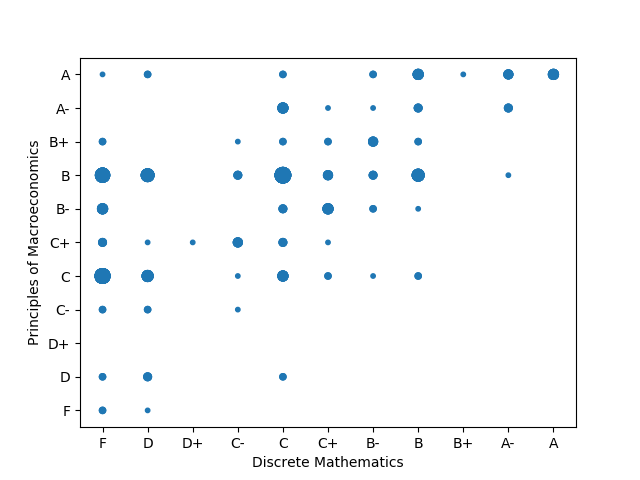 Principles of Macroeconomics
A
A-
B+
B
B-
C+
C
C-
D+
D
F
F D D+ C- C C+ B- B B+ A- A
Discrete Mathematics